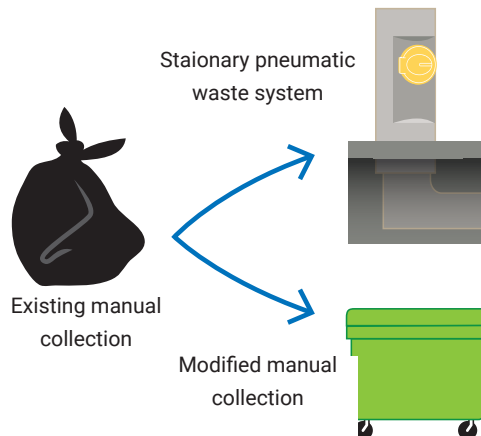 Staionary pneumatic
waste system
Existing manual
collection
Modified manual
collection